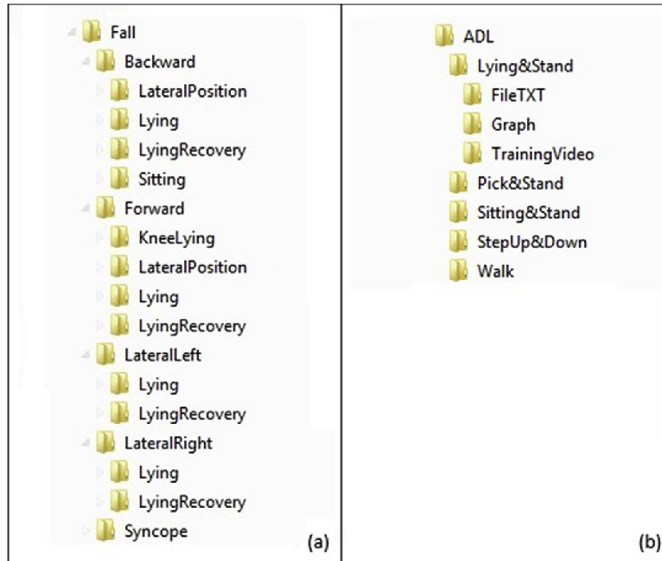 Fall
Backward
LateralPosition
Lying
LyingRecovery
Sitting
Forward
KneeLying
LateralPosition
Lying
LyingRecovery
LateralLeft
Lying
LyingRecovery
LateralRight
Lying
LyingRecovery
Syncope
(a)
ADL
Lying&Stand
FileTXT
Graph
TrainingVideo
Pick&Stand
Sitting&Stand
StepUp&Down
Walk
(b)